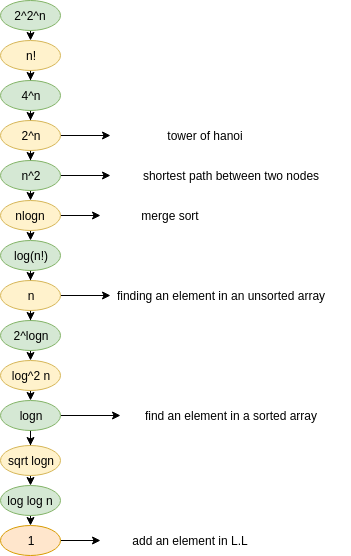 2^2^n
n!
4^n
2^n
tower of hanoi
n^2
shortest path between two nodes
nlogn
merge sort
log(n!)
n
finding an element in an unsorted array
2^logn
log^2 n
logn
find an element in a sorted array
sqrt logn
log log n
1
add an element in L.L